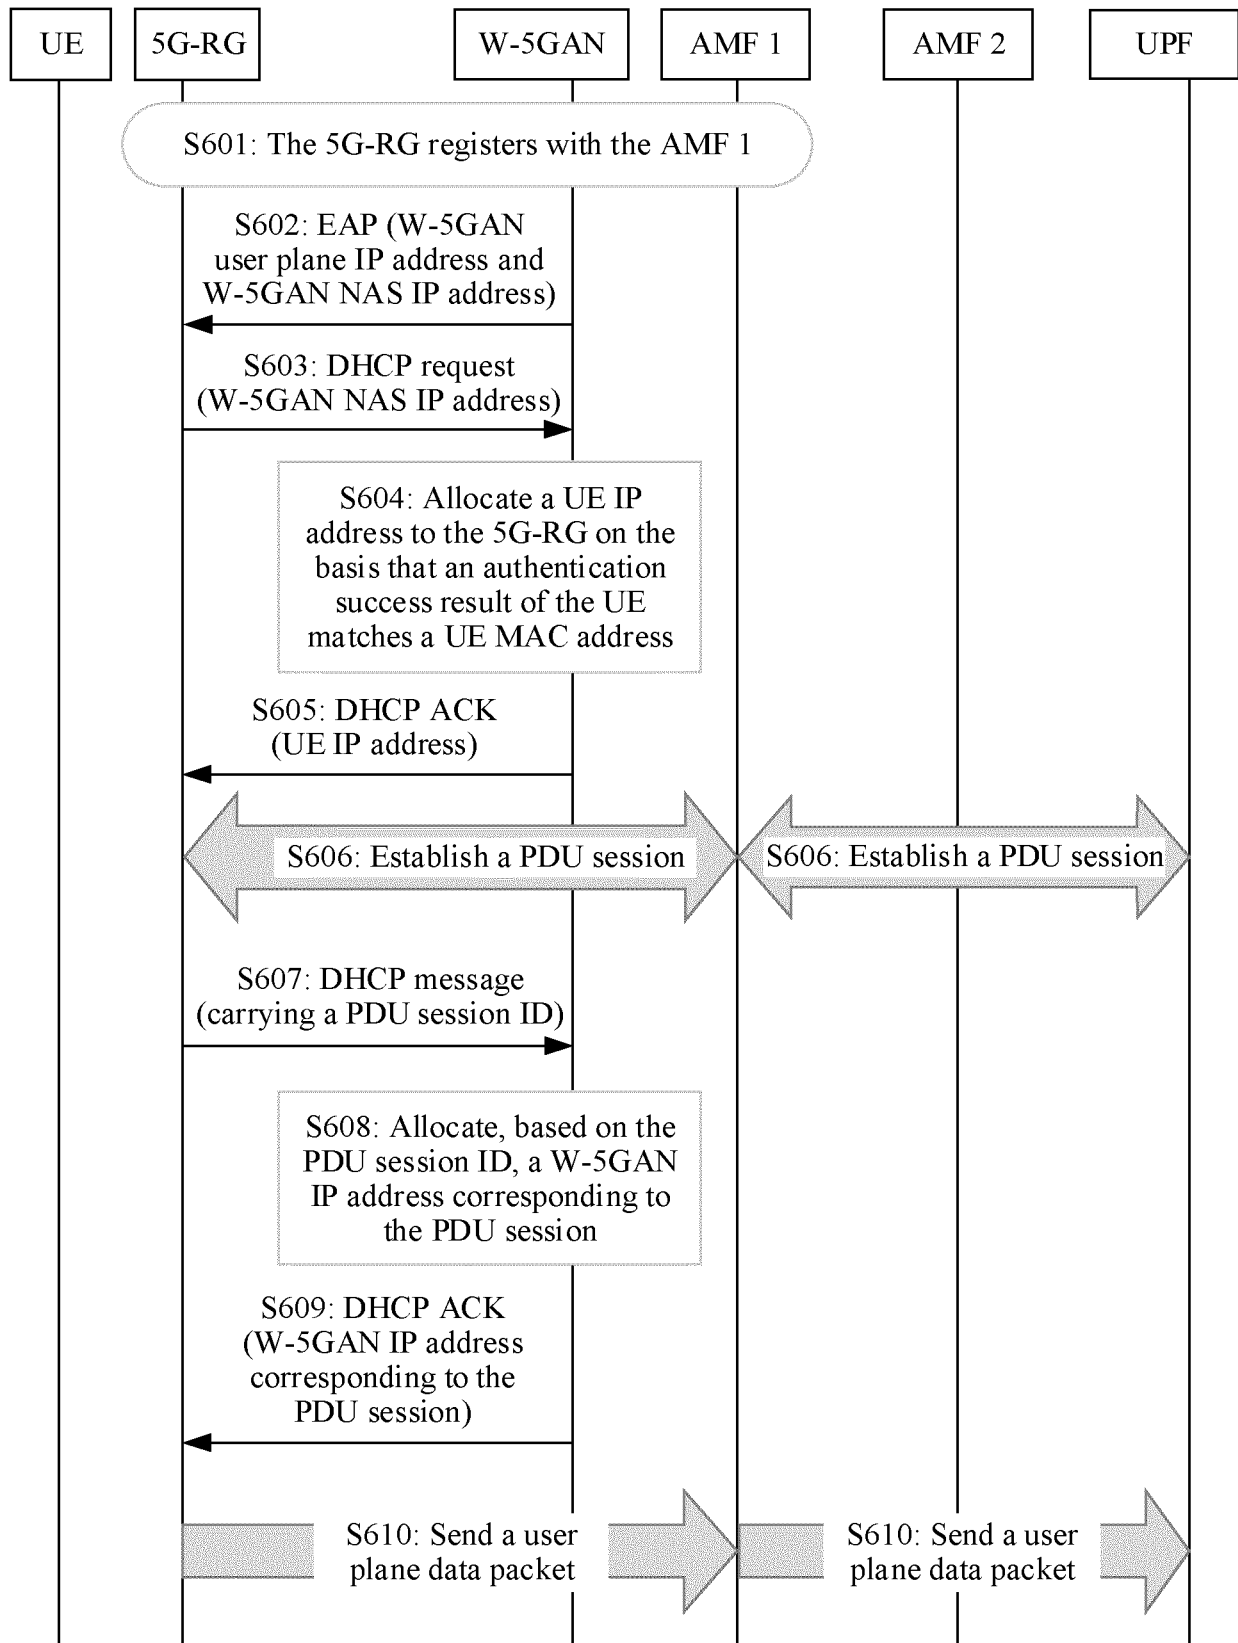 UE
5G-RG
W-5GAN
AMF 1
AMF 2
UPF
S601: The 5G-RG registers with the AMF 1
S602: EAP (W-5GAN
user plane IP address and
W-5GAN NAS IP address)
S603: DHCP request
(W-5GAN NAS IP address)
S604: Allocate a UE IP
address to the 5G-RG on the
basis that an authentication
success result of the UE
matches a UE MAC address
S605: DHCP ACK
(UE IP address)
S606: Establish a PDU session
S606: Establish a PDU session
S607: DHCP message
(carrying a PDU session ID)
S608: Allocate, based on the
PDU session ID, a W-5GAN
IP address corresponding to
the PDU session
S609: DHCP ACK
(W-5GAN IP address
corresponding to the
PDU session)
S610: Send a user
plane data packet
S610: Send a user
plane data packet